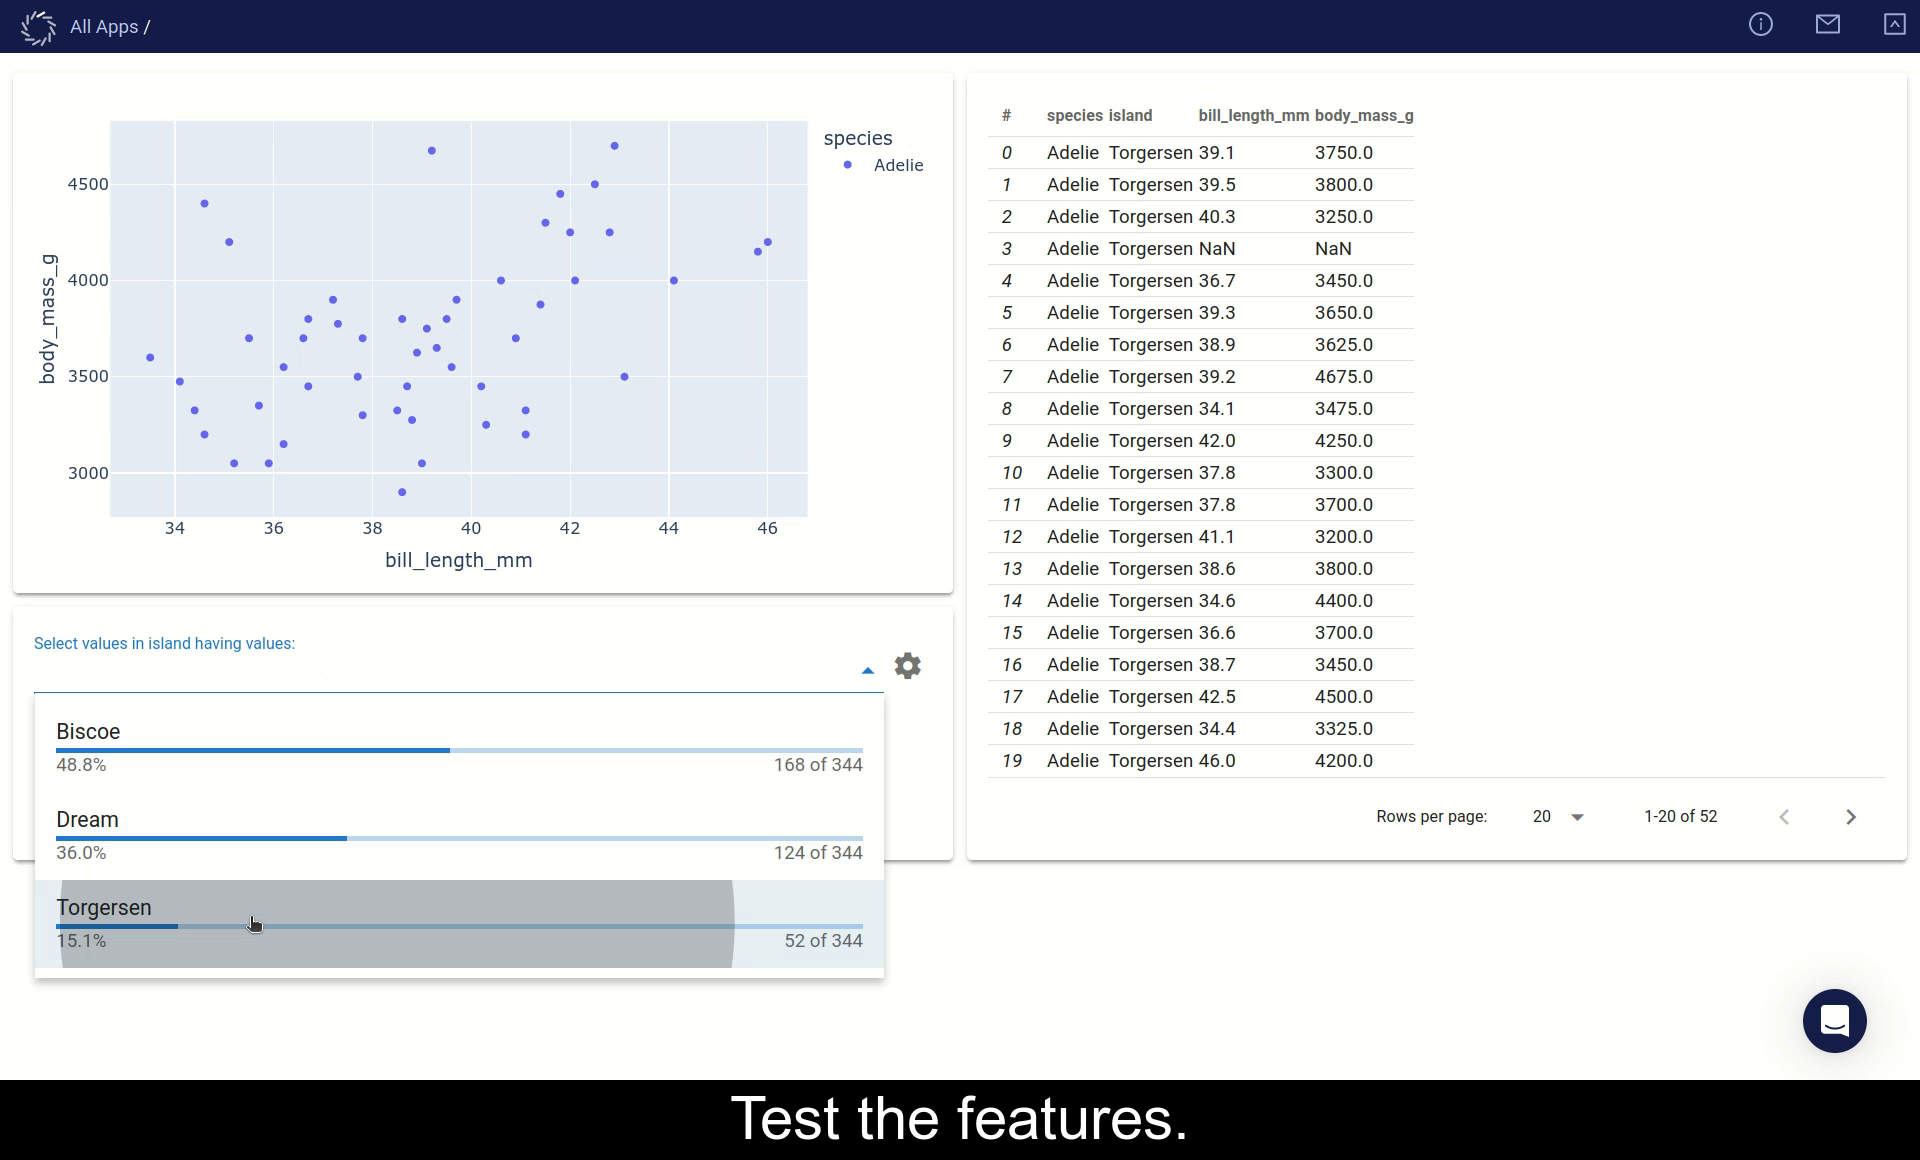 All Apps /
species
Adelie
4500
4000
3500
3000
body_mass_g
34 36 38 40 42 44 46
bill_length_mm
Select values in island having values:
Biscoe
48.8% 168 of 344
Dream
36.0% 124 of 344
Torgersen
15.1% 52 of 344
# species island bill_length_mm body_mass_g
0 Adelie Torgersen 39.1 3750.0
1 Adelie Torgersen 39.5 3800.0
2 Adelie Torgersen 40.3 3250.0
3 Adelie Torgersen NaN NaN
4 Adelie Torgersen 36.7 3450.0
5 Adelie Torgersen 39.3 3650.0
6 Adelie Torgersen 38.9 3625.0
7 Adelie Torgersen 39.2 4675.0
8 Adelie Torgersen 34.1 3475.0
9 Adelie Torgersen 42.0 4250.0
10 Adelie Torgersen 37.8 3300.0
11 Adelie Torgersen 37.8 3700.0
12 Adelie Torgersen 41.1 3200.0
13 Adelie Torgersen 38.6 3800.0
14 Adelie Torgersen 34.6 4400.0
15 Adelie Torgersen 36.6 3700.0
16 Adelie Torgersen 38.7 3450.0
17 Adelie Torgersen 42.5 4500.0
18 Adelie Torgersen 34.4 3325.0
19 Adelie Torgersen 46.0 4200.0
Rows per page: 20 1-20 of 52
Test the features.